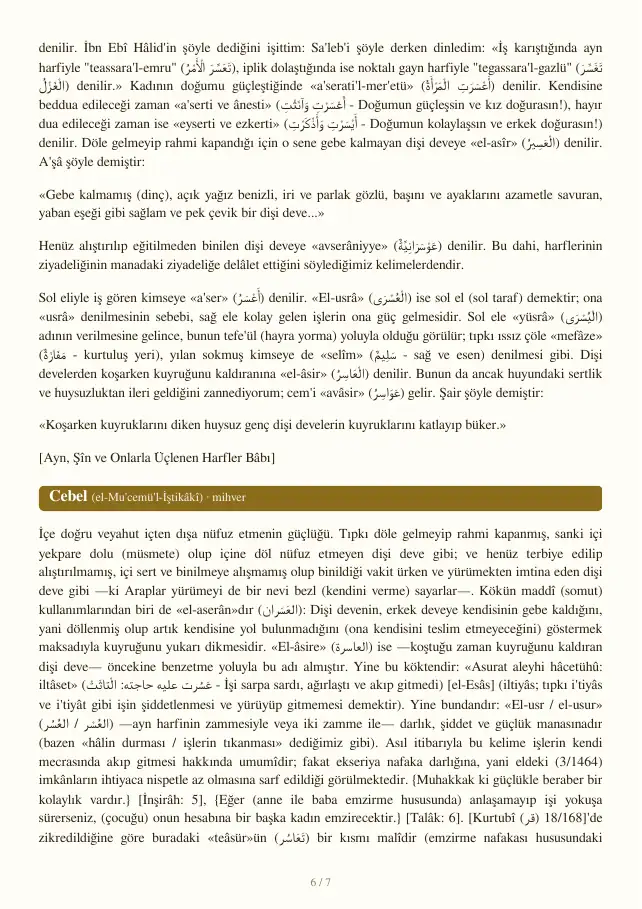 denilir. İbn Ebî Hâlid'in şöyle dediğini işittim: Sa'leb'i şöyle derken dinledim: «İş karıştığında ayn
harfiyle "teassara'l-emru" (تَعَسَّرَ الْأَمْرُ), iplik dolaştığında ise noktalı gayn harfiyle "tegassara'l-gazlü" (تَغَسَّرَ
الْغَزْلُ) denilir.» Kadının doğumu güçleştiğinde «a'serati'l-mer'etü» (أَعْسَرَتِ الْمَرْأَةُ) denilir. Kendisine
beddua edileceği zaman «a'serti ve ânesti» (أَعْسَرْتِ وَآنَثْتِ - Doğumun güçleşsin ve kız doğurasın!), hayır
dua edileceği zaman ise «eyserti ve ezkerti» (أَيْسَرْتِ وَأَذْكَرْتِ - Doğumun kolaylaşsın ve erkek doğurasın!)
denilir. Döle gelmeyip rahmi kapandığı için o sene gebe kalmayan dişi deveye «el-asîr» (الْعَسِيرُ) denilir.
A'şâ şöyle demiştir:
«Gebe kalmamış (dinç), açık yağız benizli, iri ve parlak gözlü, başını ve ayaklarını azametle savuran,
yaban eşeği gibi sağlam ve pek çevik bir dişi deve...»
Henüz alıştırılıp eğitilmeden binilen dişi deveye «avserâniyye» (عَوْسَرَانِيَّةٌ) denilir. Bu dahi, harflerinin
ziyadeliğinin manadaki ziyadeliğe delâlet ettiğini söylediğimiz kelimelerdendir.
Sol eliyle iş gören kimseye «a'ser» (أَعْسَرُ) denilir. «El-usrâ» (الْعُسْرَى) ise sol el (sol taraf) demektir; ona
«usrâ» denilmesinin sebebi, sağ ele kolay gelen işlerin ona güç gelmesidir. Sol ele «yüsrâ» (الْيُسْرَى)
adının verilmesine gelince, bunun tefe'ül (hayra yorma) yoluyla olduğu görülür; tıpkı ıssız çöle «mefâze»
(مَفَازَةٌ - kurtuluş yeri), yılan sokmuş kimseye de «selîm» (سَلِيمٌ - sağ ve esen) denilmesi gibi. Dişi
develerden koşarken kuyruğunu kaldıranına «el-âsir» (الْعَاسِرُ) denilir. Bunun da ancak huyundaki sertlik
ve huysuzluktan ileri geldiğini zannediyorum; cem'i «avâsir» (عَوَاسِرُ) gelir. Şair şöyle demiştir:
«Koşarken kuyruklarını diken huysuz genç dişi develerin kuyruklarını katlayıp büker.»
[Ayn, Şîn ve Onlarla Üçlenen Harfler Bâbı]
Cebel (el-Mu'cemü'l-İştikâkî) · mihver
İçe doğru veyahut içten dışa nüfuz etmenin güçlüğü. Tıpkı döle gelmeyip rahmi kapanmış, sanki içi
yekpare dolu (müsmete) olup içine döl nüfuz etmeyen dişi deve gibi; ve henüz terbiye edilip
alıştırılmamış, içi sert ve binilmeye alışmamış olup binildiği vakit ürken ve yürümekten imtina eden dişi
deve gibi —ki Araplar yürümeyi de bir nevi bezl (kendini verme) sayarlar—. Kökün maddî (somut)
kullanımlarından biri de «el-aserân»dır (العَسَران): Dişi devenin, erkek deveye kendisinin gebe kaldığını,
yani döllenmiş olup artık kendisine yol bulunmadığını (ona kendisini teslim etmeyeceğini) göstermek
maksadıyla kuyruğunu yukarı dikmesidir. «El-âsire» (العاسرة) ise —koştuğu zaman kuyruğunu kaldıran
dişi deve— öncekine benzetme yoluyla bu adı almıştır. Yine bu köktendir: «Asurat aleyhi hâcetühû:
iltâset» (عَسُرت عليه حاجته: الْتَاثَتْ - İşi sarpa sardı, ağırlaştı ve akıp gitmedi) [el-Esâs] (iltiyâs; tıpkı i'tiyâs
ve i'tiyât gibi işin şiddetlenmesi ve yürüyüp gitmemesi demektir). Yine bundandır: «El-usr / el-usur»
(العُسْر / العُسُر) —ayn harfinin zammesiyle veya iki zamme ile— darlık, şiddet ve güçlük manasınadır
(bazen «hâlin durması / işlerin tıkanması» dediğimiz gibi). Asıl itibarıyla bu kelime işlerin kendi
mecrasında akıp gitmesi hakkında umumîdir; fakat ekseriya nafaka darlığına, yani eldeki (3/1464)
imkânların ihtiyaca nispetle az olmasına sarf edildiği görülmektedir. {Muhakkak ki güçlükle beraber bir
kolaylık vardır.} [İnşirâh: 5], {Eğer (anne ile baba emzirme hususunda) anlaşamayıp işi yokuşa
sürerseniz, (çocuğu) onun hesabına bir başka kadın emzirecektir.} [Talâk: 6]. [Kurtubî (قر) 18/168]'de
zikredildiğine göre buradaki «teâsür»ün (تَعَاسُر) bir kısmı malîdir (emzirme nafakası hususundaki
6 / 7